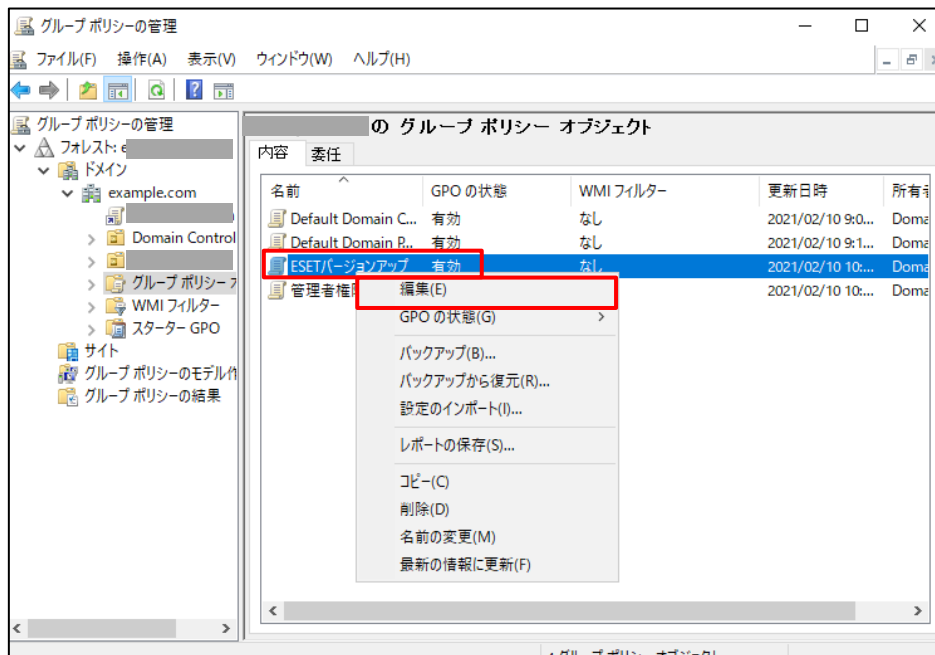 グループ ポリシーの管理
ファイル(F) 操作(A) 表示(V) ウィンドウ(W) ヘルプ(H)
グループ ポリシーの管理
フォレスト: e
ドメイン
example.com
Domain Control
グループ ポリシー
WMI フィルター
スターター GPO
サイト
グループ ポリシーのモデル作
グループ ポリシーの結果
の グループ ポリシー オブジェクト
内容 委任
名前 GPO の状態 WMI フィルター 更新日時 所有者
Default Domain C... 有効 なし 2021/02/10 9:0... Doma
Default Domain P... 有効 なし 2021/02/10 9:1... Doma
ESETバージョンアップ 有効 なし 2021/02/10 10:... Doma
管理者権限 2021/02/10 10:... Doma
編集(E)
GPO の状態(G)
バックアップ(B)...
バックアップから復元(R)...
設定のインポート(I)...
レポートの保存(S)...
コピー(C)
削除(D)
名前の変更(M)
最新の情報に更新(F)